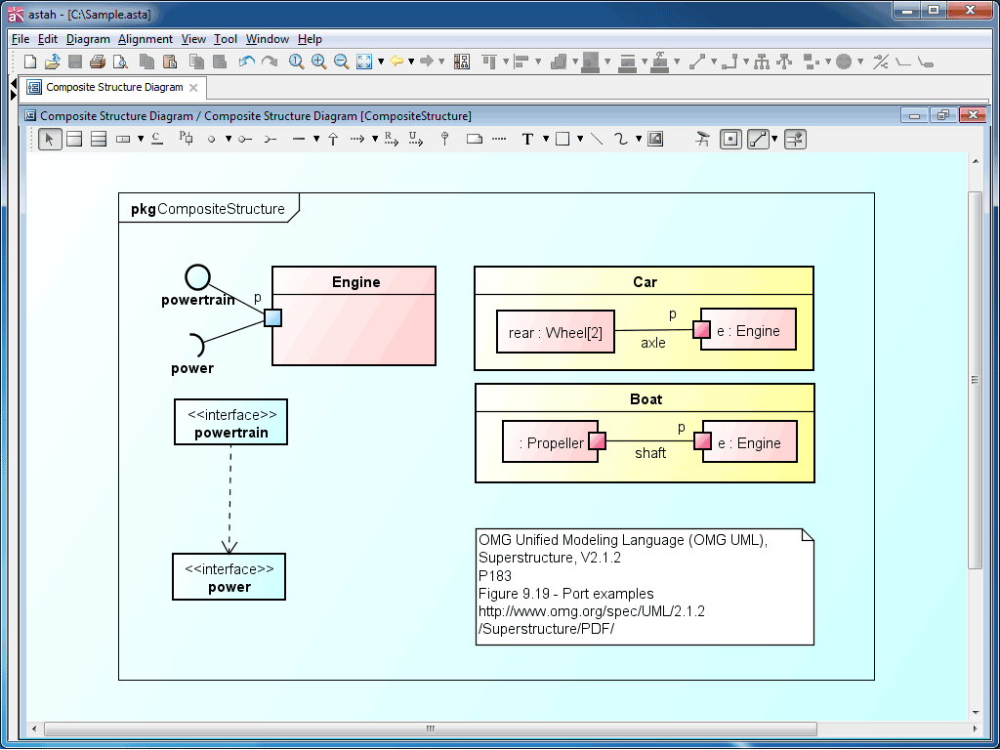 astah - [C:\Sample.asta]
File Edit Diagram Alignment View Tool Window Help
Composite Structure Diagram
Composite Structure Diagram / Composite Structure Diagram [CompositeStructure]
pkg CompositeStructure
powertrain
p
power
Engine
<<interface>>
powertrain
<<interface>>
power
Car
rear : Wheel[2]
p
axle
e : Engine
Boat
: Propeller
p
shaft
e : Engine
OMG Unified Modeling Language (OMG UML),
Superstructure, V2.1.2
P183
Figure 9.19 - Port examples
http://www.omg.org/spec/UML/2.1.2
/Superstructure/PDF/